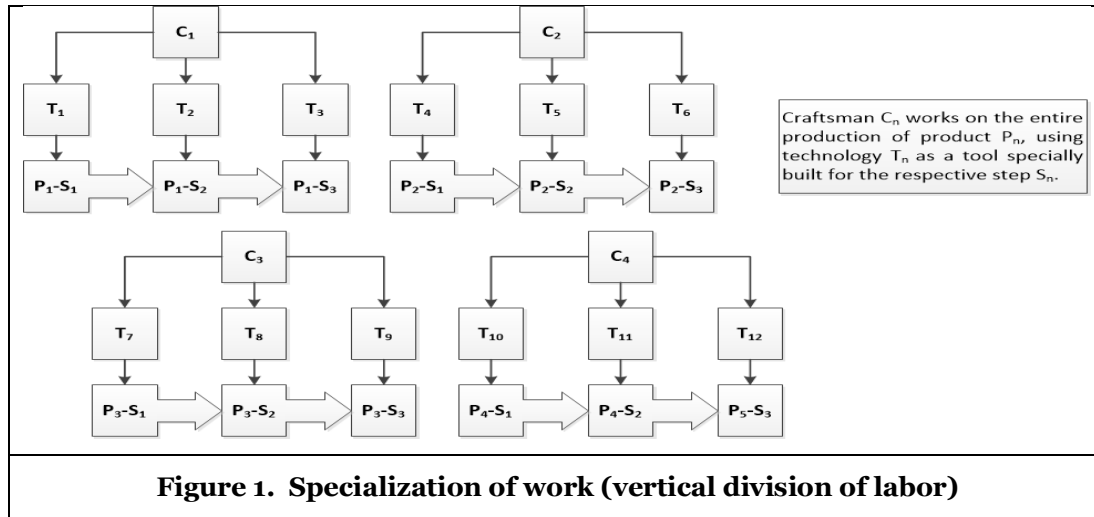 C₁ C₂
T₁ T₂ T₃ T₄ T₅ T₆
P₁-S₁ P₁-S₂ P₁-S₃ P₂-S₁ P₂-S₂ P₂-S₃
Craftsman Cₙ works on the entire
production of product Pₙ, using
technology Tₙ as a tool specially
built for the respective step Sₙ.
C₃ C₄
T₇ T₈ T₉ T₁₀ T₁₁ T₁₂
P₃-S₁ P₃-S₂ P₃-S₃ P₄-S₁ P₄-S₂ P₅-S₃
Figure 1. Specialization of work (vertical division of labor)